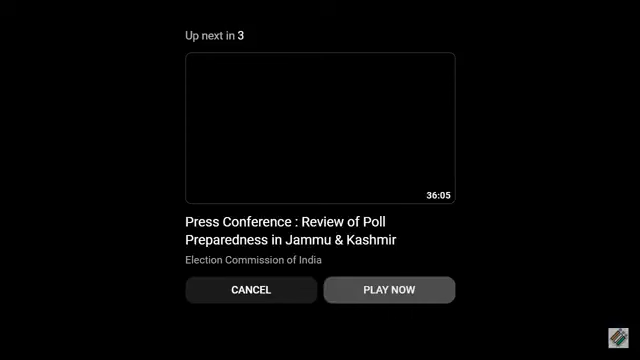 Up next in 3
36:05
Press Conference : Review of Poll
Preparedness in Jammu & Kashmir
Election Commission of India
CANCEL
PLAY NOW